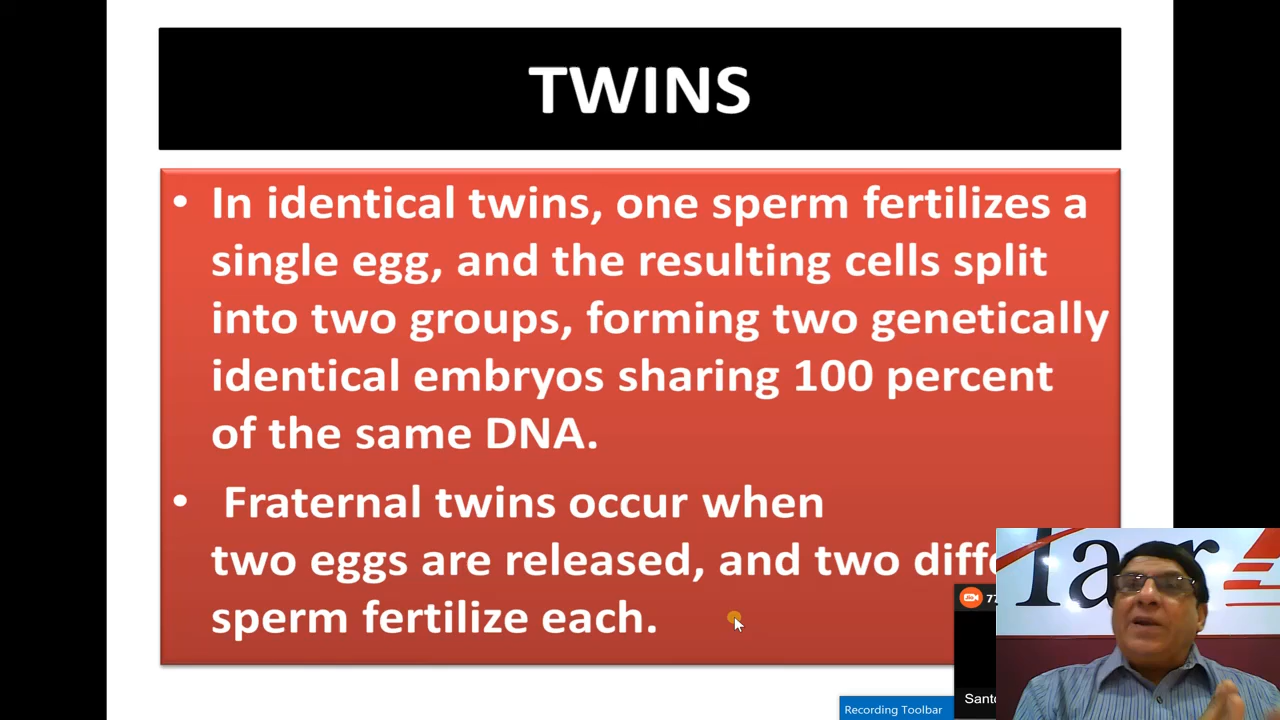 TWINS
• In identical twins, one sperm fertilizes a
single egg, and the resulting cells split
into two groups, forming two genetically
identical embryos sharing 100 percent
of the same DNA.
• Fraternal twins occur when
two eggs are released, and two
sperm fertilize each.
Recording Toolbar